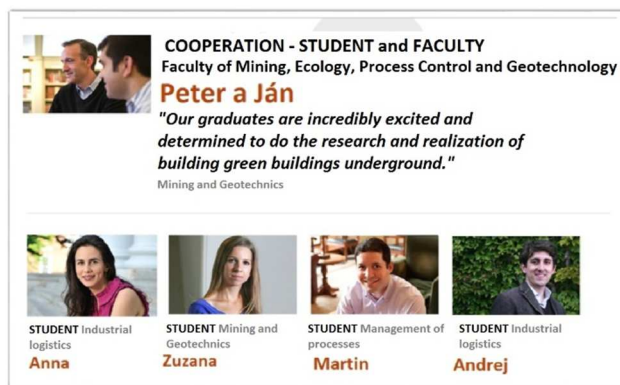 COOPERATION - STUDENT and FACULTY
Faculty of Mining, Ecology, Process Control and Geotechnology
Peter a Ján
"Our graduates are incredibly excited and
determined to do the research and realization of
building green buildings underground."
Mining and Geotechnics
STUDENT Industrial
logistics
Anna
STUDENT Mining and
Geotechnics
Zuzana
STUDENT Management of
processes
Martin
STUDENT Industrial
logistics
Andrej